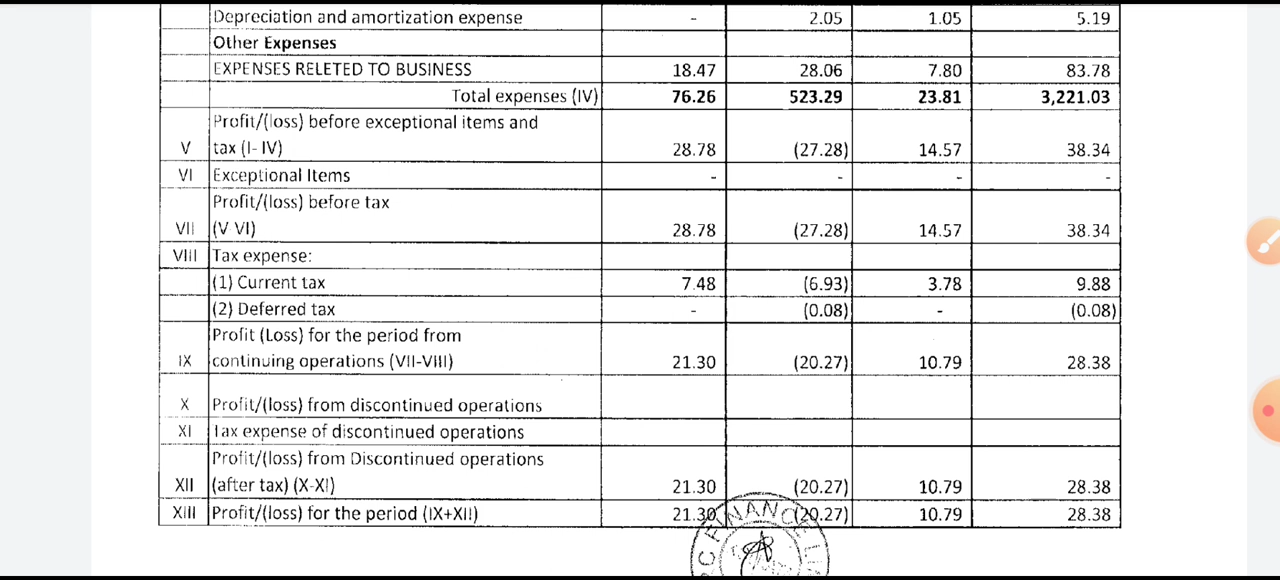 Depreciation and amortization expense - 2.05 1.05 5.19
Other Expenses
EXPENSES RELETED TO BUSINESS 18.47 28.06 7.80 83.78
Total expenses (IV) 76.26 523.29 23.81 3,221.03
Profit/(loss) before exceptional items and
V tax (I- IV) 28.78 (27.28) 14.57 38.34
VI Exceptional Items - - - -
Profit/(loss) before tax
VII (V VI) 28.78 (27.28) 14.57 38.34
VIII Tax expense:
(1) Current tax 7.48 (6.93) 3.78 9.88
(2) Deferred tax - (0.08) - (0.08)
Profit (Loss) for the period from
IX continuing operations (VII-VIII) 21.30 (20.27) 10.79 28.38
X Profit/(loss) from discontinued operations
XI Tax expense of discontinued operations
Profit/(loss) from Discontinued operations
XII (after tax) (X-XI) 21.30 (20.27) 10.79 28.38
XIII Profit/(loss) for the period (IX+XII) 21.30 (20.27) 10.79 28.38
FINANCE